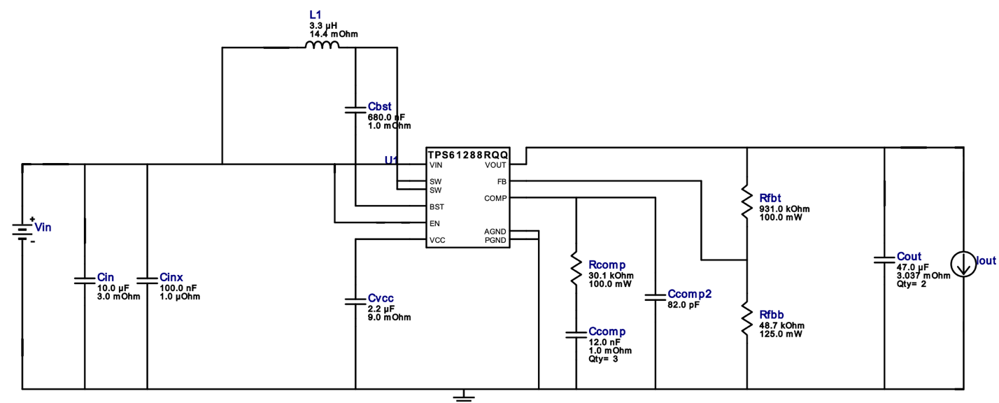 L1
3.3 µH
14.4 mOhm
Cbst
680.0 nF
1.0 mOhm
U1
TPS61288RQQ
VIN
VOUT
SW
FB
SW
COMP
BST
EN
AGND
VCC
PGND
+
Vin
-
Cin
10.0 µF
3.0 mOhm
Cinx
100.0 nF
1.0 µOhm
Cvcc
2.2 µF
9.0 mOhm
Rcomp
30.1 kOhm
100.0 mW
Ccomp
12.0 nF
1.0 mOhm
Qty= 3
Ccomp2
82.0 pF
Rfbt
931.0 kOhm
100.0 mW
Rfbb
48.7 kOhm
125.0 mW
Cout
47.0 µF
3.037 mOhm
Qty= 2
Iout